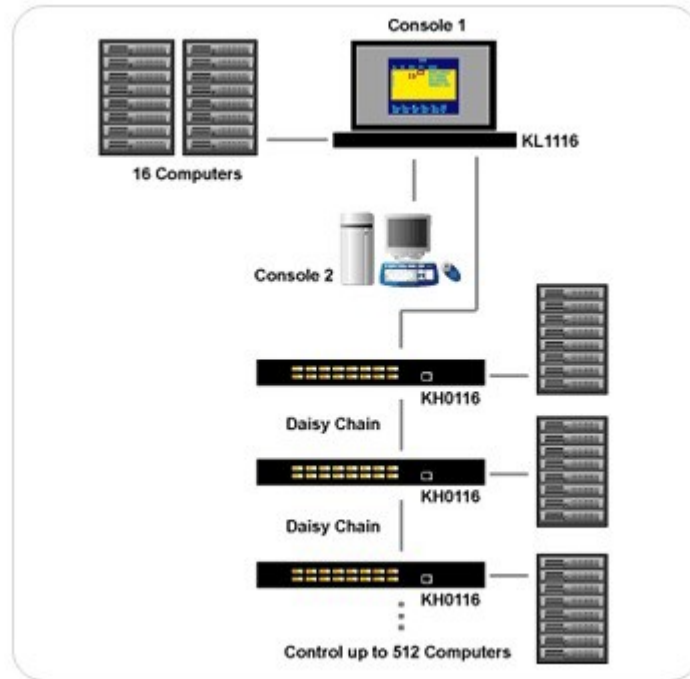 Console 1
KL1116
16 Computers
Console 2
KH0116
Daisy Chain
KH0116
Daisy Chain
KH0116
Control up to 512 Computers